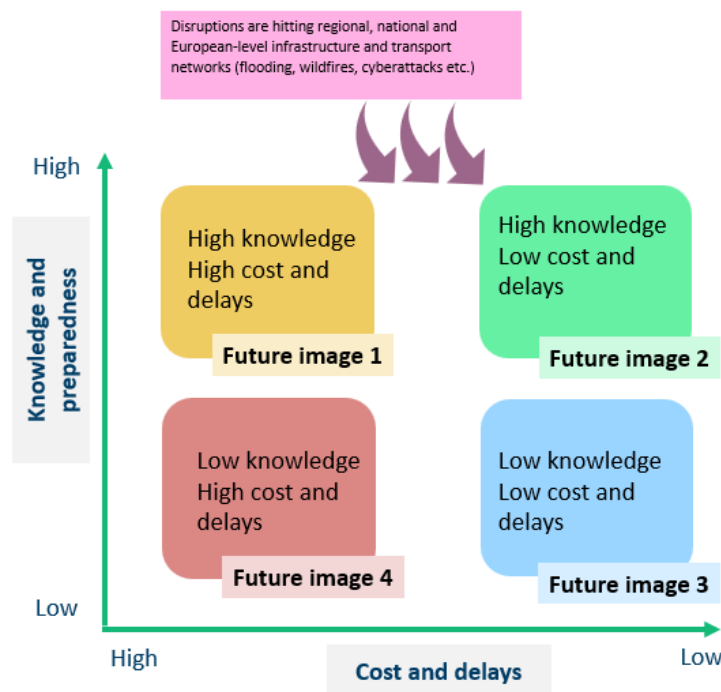 Disruptions are hitting regional, national and
European-level infrastructure and transport
networks (flooding, wildfires, cyberattacks etc.)
High
Knowledge and
preparedness
Low
High knowledge
High cost and
delays
Future image 1
High knowledge
Low cost and
delays
Future image 2
Low knowledge
High cost and
delays
Future image 4
Low knowledge
Low cost and
delays
Future image 3
High
Cost and delays
Low